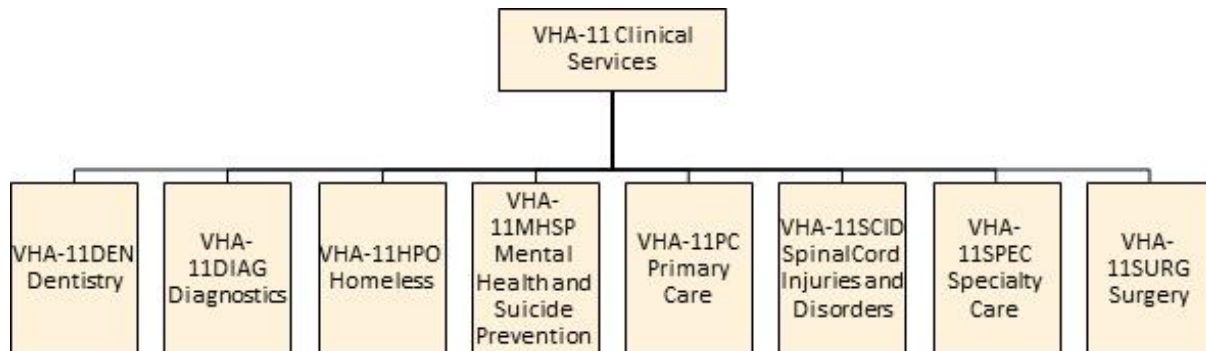 VHA-11 Clinical
Services
VHA-11DEN
Dentistry
VHA-
11DIAG
Diagnostics
VHA-11HPO
Homeless
VHA-
11MHSP
Mental
Health and
Suicide
Prevention
VHA-11PC
Primary
Care
VHA-11SCID
SpinalCord
Injuries and
Disorders
VHA-
11SPEC
Specialty
Care
VHA-
11SURG
Surgery